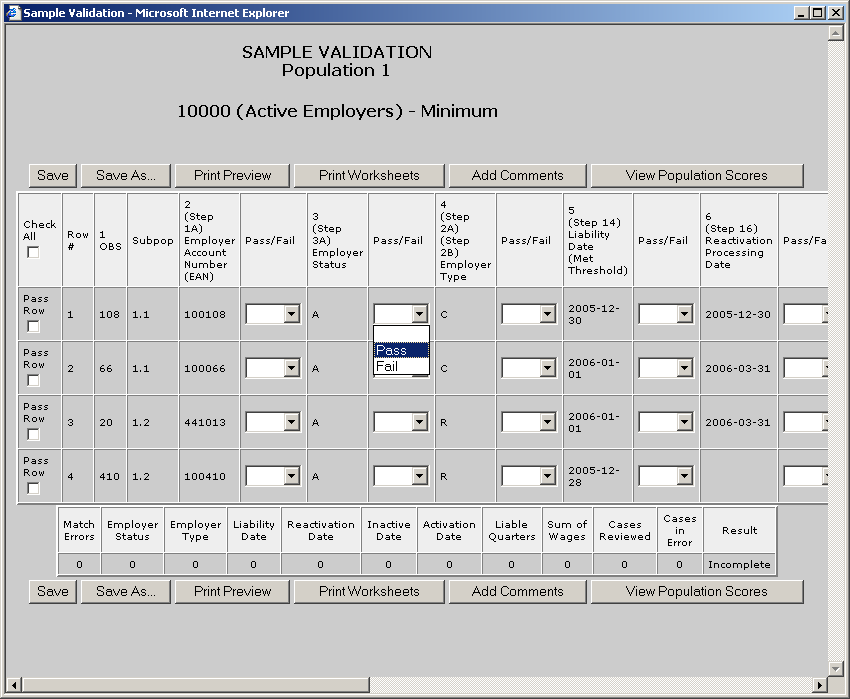 Sample Validation - Microsoft Internet Explorer
SAMPLE VALIDATION
Population 1
10000 (Active Employers) - Minimum
Save Save As... Print Preview Print Worksheets Add Comments View Population Scores
Check All Row # 1 OBS Subpop 2 (Step 1A) Employer Account Number (EAN) Pass/Fail 3 (Step 3A) Employer Status Pass/Fail 4 (Step 2A) (Step 2B) Employer Type Pass/Fail 5 (Step 14) Liability Date (Met Threshold) Pass/Fail 6 (Step 16) Reactivation Processing Date Pass/Fa
Pass Row 1 108 1.1 100108 A C 2005-12-30 2005-12-30
Pass
Fail
Pass Row 2 66 1.1 100066 A C 2006-01-01 2006-03-31
Pass Row 3 20 1.2 441013 A R 2006-01-01 2006-03-31
Pass Row 4 410 1.2 100410 A R 2005-12-28
Match Errors Employer Status Employer Type Liability Date Reactivation Date Inactive Date Activation Date Liable Quarters Sum of Wages Cases Reviewed Cases in Error Result
0 0 0 0 0 0 0 0 0 0 0 Incomplete
Save Save As... Print Preview Print Worksheets Add Comments View Population Scores